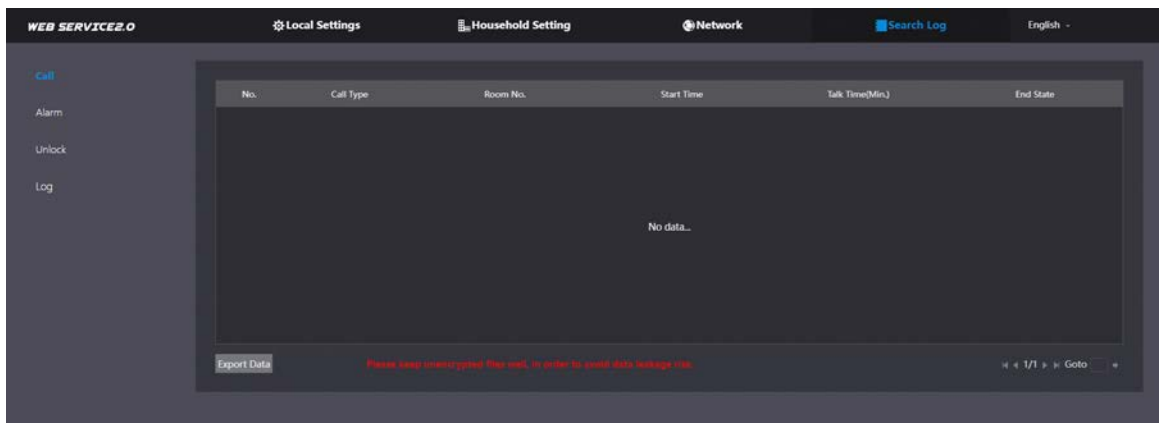 WEB SERVICE2.0 Local Settings Household Setting Network Search Log English
Call
No. Call Type Room No. Start Time Talk Time(Min.) End State
Alarm
Unlock
Log
No data...
Export Data Please keep unencrypted files well, in order to avoid data leakage risk. 1/1 Goto